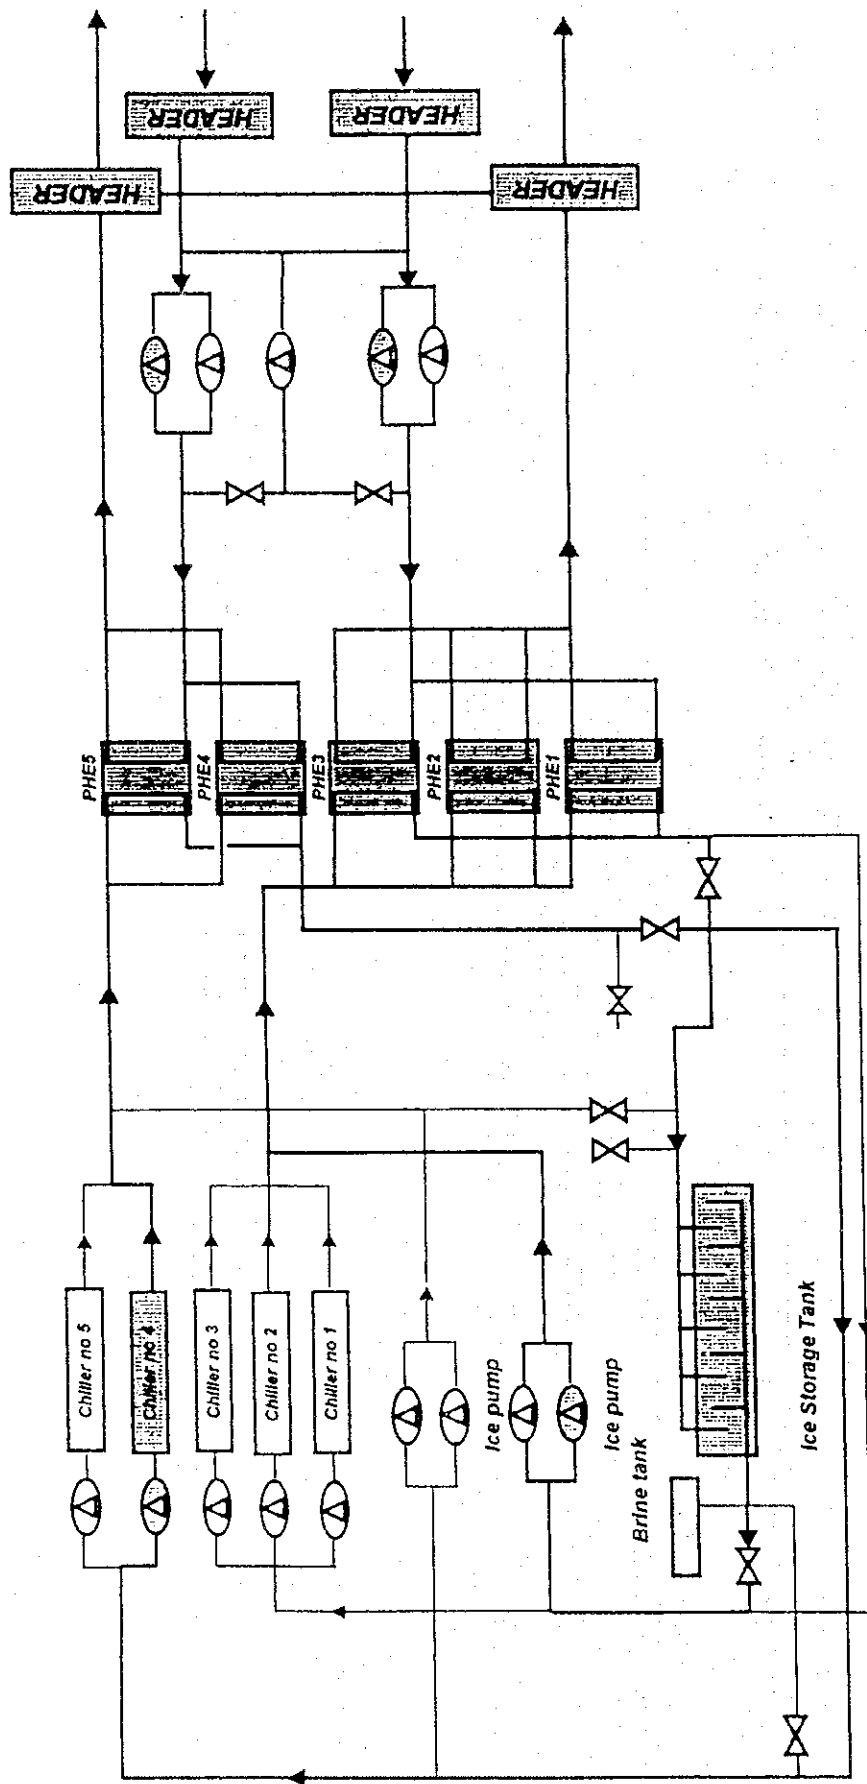 HEADER
HEADER
HEADER
HEADER
PHE5
PHE4
PHE3
PHE2
PHE1
Chiller no 5
Chiller no 4
Chiller no 3
Chiller no 2
Chiller no 1
Ice pump
Ice pump
Brine tank
Ice Storage Tank